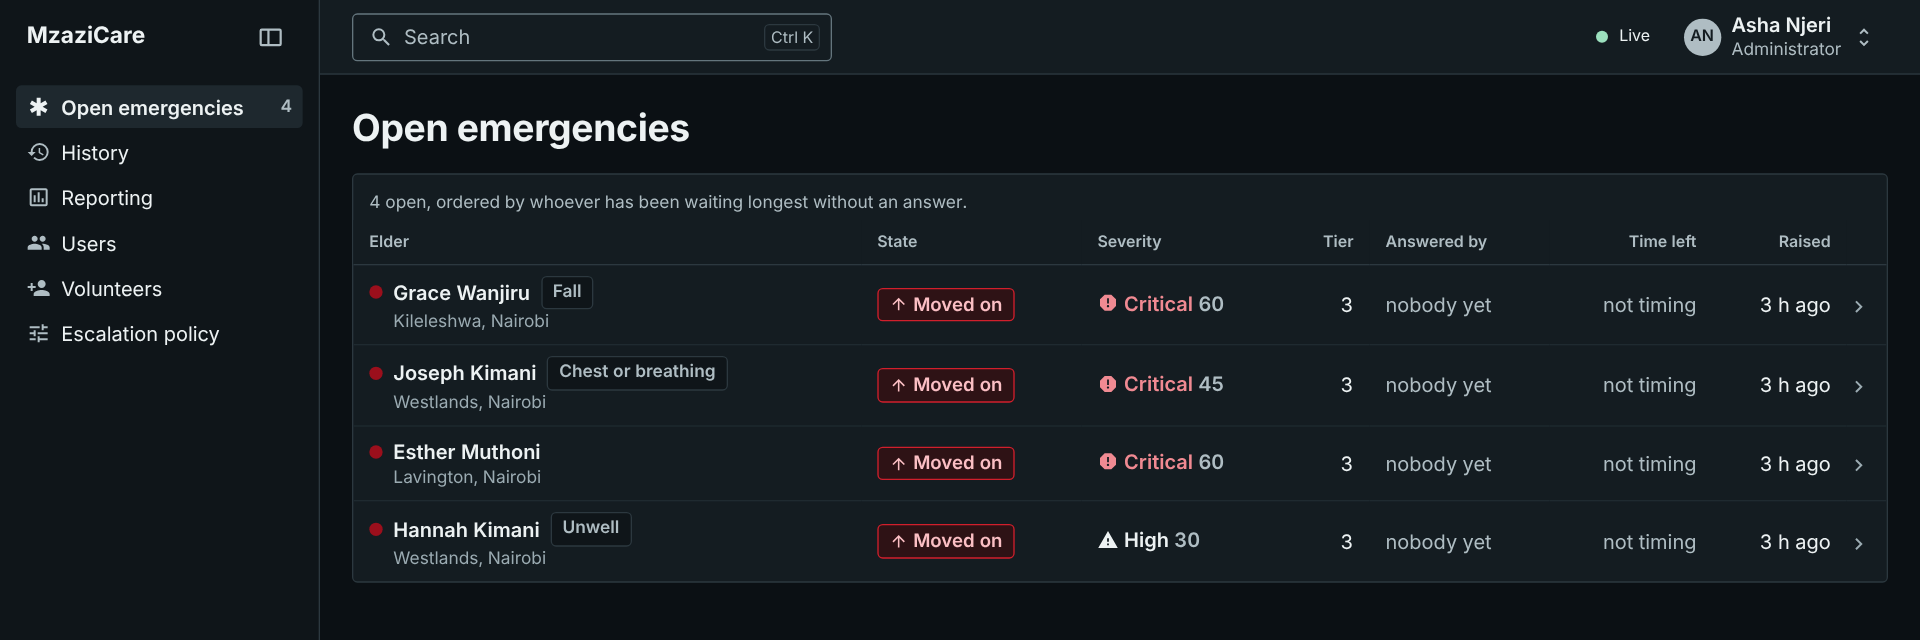 MzaziCare
Search
Ctrl K
Live
AN
Asha Njeri
Administrator
Open emergencies 4
History
Reporting
Users
Volunteers
Escalation policy
Open emergencies
4 open, ordered by whoever has been waiting longest without an answer.
Elder State Severity Tier Answered by Time left Raised
Grace Wanjiru Fall
Kileleshwa, Nairobi
Moved on Critical 60 3 nobody yet not timing 3 h ago
Joseph Kimani Chest or breathing
Westlands, Nairobi
Moved on Critical 45 3 nobody yet not timing 3 h ago
Esther Muthoni
Lavington, Nairobi
Moved on Critical 60 3 nobody yet not timing 3 h ago
Hannah Kimani Unwell
Westlands, Nairobi
Moved on High 30 3 nobody yet not timing 3 h ago